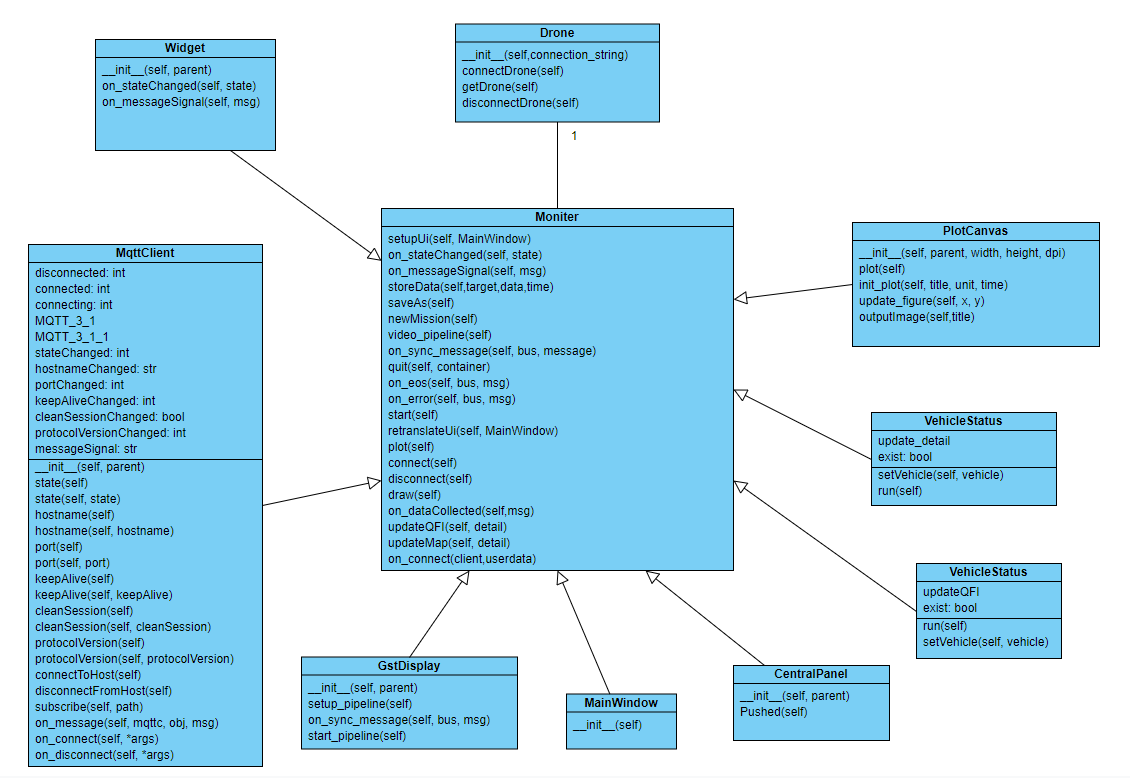 Widget
__init__(self, parent)
on_stateChanged(self, state)
on_messageSignal(self, msg)
Drone
__init__(self,connection_string)
connectDrone(self)
getDrone(self)
disconnectDrone(self)
1
MqttClient
disconnected: int
connected: int
connecting: int
MQTT_3_1
MQTT_3_1_1
stateChanged: int
hostnameChanged: str
portChanged: int
keepAliveChanged: int
cleanSessionChanged: bool
protocolVersionChanged: int
messageSignal: str
__init__(self, parent)
state(self)
state(self, state)
hostname(self)
hostname(self, hostname)
port(self)
port(self, port)
keepAlive(self)
keepAlive(self, keepAlive)
cleanSession(self)
cleanSession(self, cleanSession)
protocolVersion(self)
protocolVersion(self, protocolVersion)
connectToHost(self)
disconnectFromHost(self)
subscribe(self, path)
on_message(self, mqttc, obj, msg)
on_connect(self, *args)
on_disconnect(self, *args)
Moniter
setupUi(self, MainWindow)
on_stateChanged(self, state)
on_messageSignal(self, msg)
storeData(self,target,data,time)
saveAs(self)
newMission(self)
video_pipeline(self)
on_sync_message(self, bus, message)
quit(self, container)
on_eos(self, bus, msg)
on_error(self, bus, msg)
start(self)
retranslateUi(self, MainWindow)
plot(self)
connect(self)
disconnect(self)
draw(self)
on_dataCollected(self,msg)
updateQFI(self, detail)
updateMap(self, detail)
on_connect(client,userdata)
PlotCanvas
__init__(self, parent, width, height, dpi)
plot(self)
init_plot(self, title, unit, time)
update_figure(self, x, y)
outputImage(self,title)
VehicleStatus
update_detail
exist: bool
setVehicle(self, vehicle)
run(self)
VehicleStatus
updateQFI
exist: bool
run(self)
setVehicle(self, vehicle)
GstDisplay
__init__(self, parent)
setup_pipeline(self)
on_sync_message(self, bus, msg)
start_pipeline(self)
MainWindow
__init__(self)
CentralPanel
__init__(self, parent)
Pushed(self)